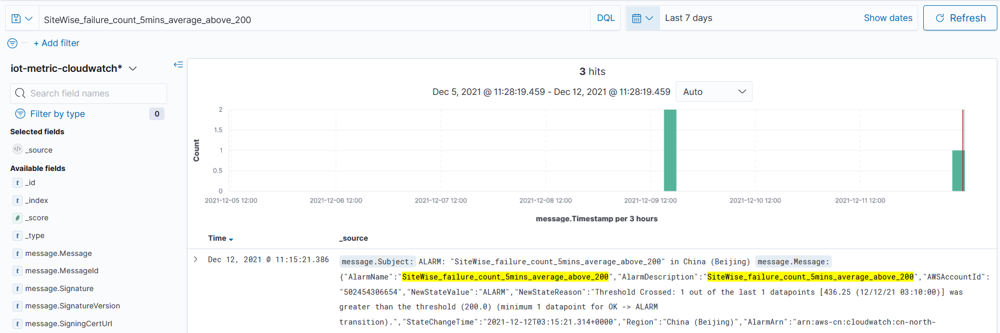 SiteWise_failure_count_5mins_average_above_200
DQL
Last 7 days
Show dates
Refresh
+ Add filter
iot-metric-cloudwatch*
Search field names
Filter by type
0
Selected fields
_source
Available fields
t _id
t _index
# _score
t _type
t message.Message
t message.MessageId
t message.Signature
t message.SignatureVersion
t message.SigningCertUrl
3 hits
Dec 5, 2021 @ 11:28:19.459 - Dec 12, 2021 @ 11:28:19.459
Auto
Count
2
1.5
1
0.5
0
2021-12-05 12:00
2021-12-06 12:00
2021-12-07 12:00
2021-12-08 12:00
2021-12-09 12:00
2021-12-10 12:00
2021-12-11 12:00
message.Timestamp per 3 hours
Time
_source
Dec 12, 2021 @ 11:15:21.386
message.Subject: ALARM: "SiteWise_failure_count_5mins_average_above_200" in China (Beijing) message.Message:
{"AlarmName":"SiteWise_failure_count_5mins_average_above_200","AlarmDescription":"SiteWise_failure_count_5mins_average_above_200","AWSAccountId":
"502454306654","NewStateValue":"ALARM","NewStateReason":"Threshold Crossed: 1 out of the last 1 datapoints [436.25 (12/12/21 03:10:00)] was
greater than the threshold (200.0) (minimum 1 datapoint for OK -> ALARM
transition).","StateChangeTime":"2021-12-12T03:15:21.314+0000","Region":"China (Beijing)","AlarmArn":"arn:aws-cn:cloudwatch:cn-north-